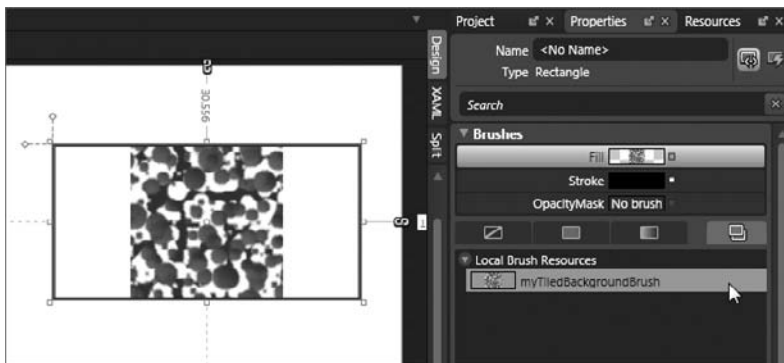 Project
Properties
Resources
Name <No Name>
Type Rectangle
Search
Brushes
Fill
Stroke
OpacityMask No brush
Local Brush Resources
myTiledBackgroundBrush
Design
XAML
Split
30.556